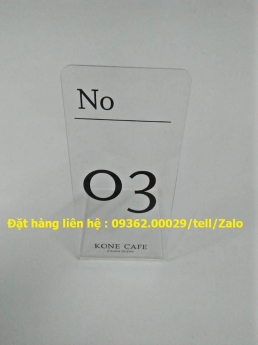 No
03
Đặt hàng liên hệ : 09362.00029/tell/Zalo
KONE CAFE